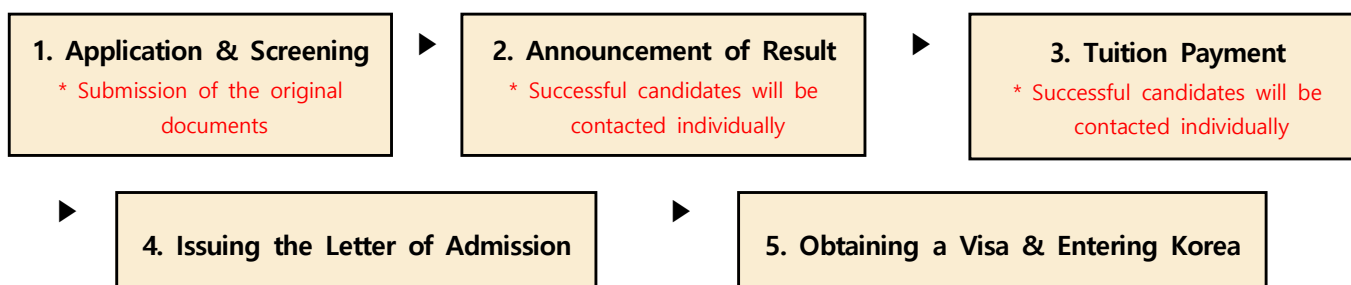 1. Application & Screening
* Submission of the original
documents
▶
2. Announcement of Result
* Successful candidates will be
contacted individually
▶
3. Tuition Payment
* Successful candidates will be
contacted individually
▶
4. Issuing the Letter of Admission
▶
5. Obtaining a Visa & Entering Korea